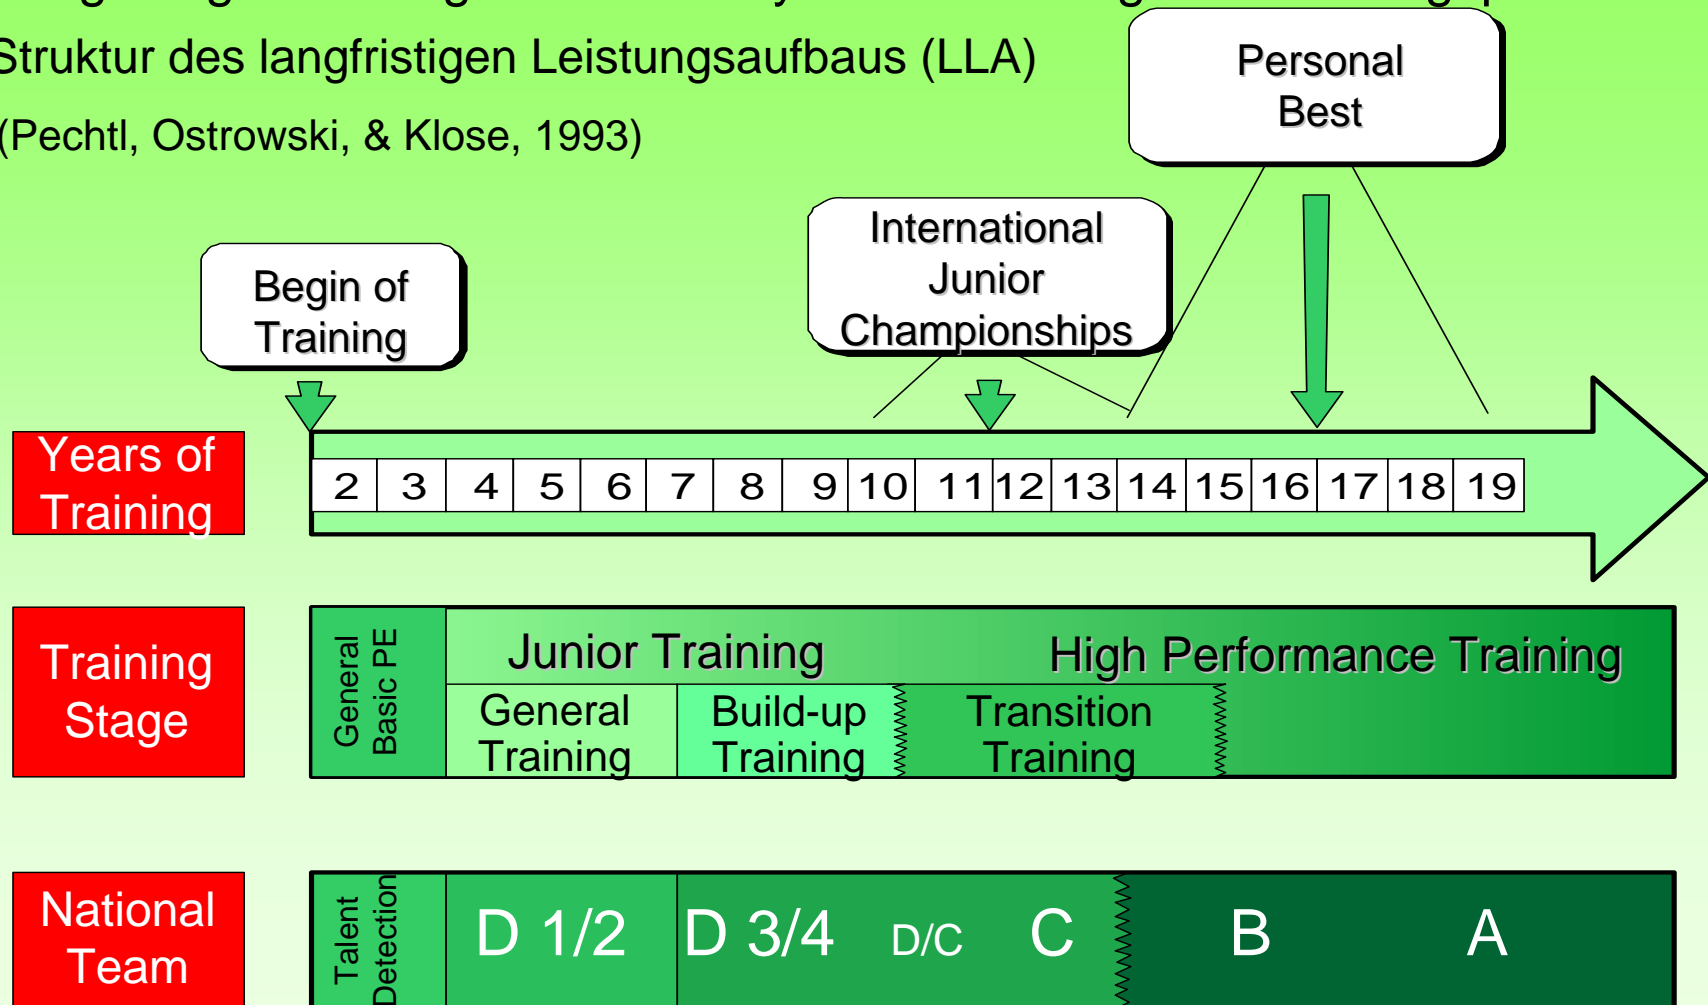 Struktur des langfristigen Leistungsaufbaus (LLA)
(Pechtl, Ostrowski, & Klose, 1993)
Personal
Best
International
Junior
Championships
Begin of
Training
Years of
Training
2 3 4 5 6 7 8 9 10 11 12 13 14 15 16 17 18 19
Training
Stage
General
Basic PE
Junior Training
High Performance Training
General
Training
Build-up
Training
Transition
Training
National
Team
Talent
Detection
D 1/2
D 3/4
D/C
C
B
A